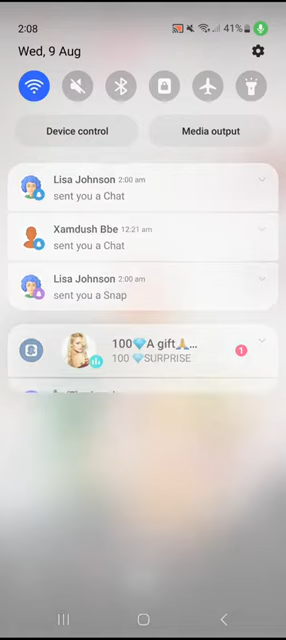 2:08
41%
Wed, 9 Aug
Device control
Media output
Lisa Johnson 2:00 am
sent you a Chat
Xamdush Bbe 12:21 am
sent you a Chat
Lisa Johnson 2:00 am
sent you a Snap
100💎A gift🙏...
100 💎SURPRISE
1